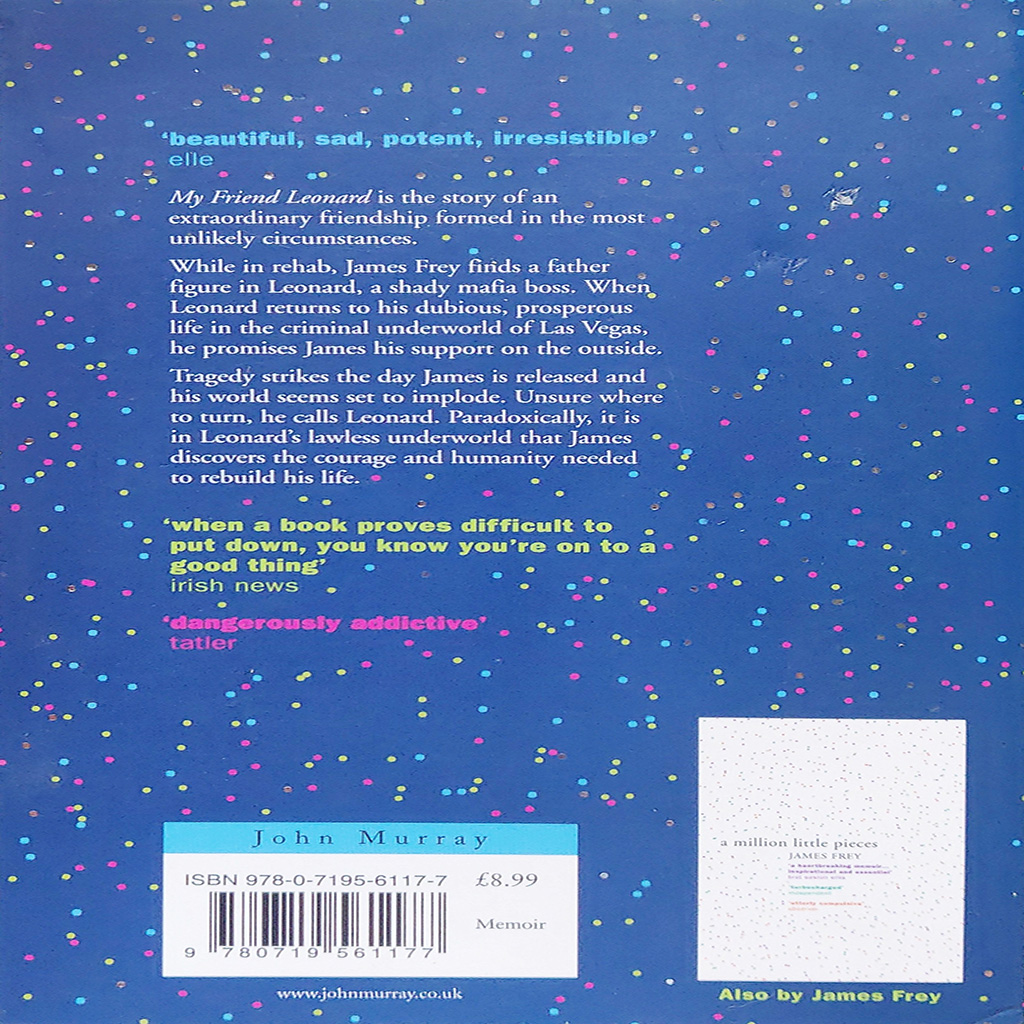 ‘beautiful, sad, potent, irresistible’
elle
My Friend Leonard is the story of an
extraordinary friendship formed in the most
unlikely circumstances.
While in rehab, James Frey finds a father
figure in Leonard, a shady mafia boss. When
Leonard returns to his dubious, prosperous
life in the criminal underworld of Las Vegas,
he promises James his support on the outside.
Tragedy strikes the day James is released and
his world seems set to implode. Unsure where
to turn, he calls Leonard. Paradoxically, it is
in Leonard's lawless underworld that James
discovers the courage and humanity needed
to rebuild his life.
‘when a book proves difficult to
put down, you know you're on to a
good thing’
irish news
‘dangerously addictive’
tatler
John Murray
ISBN 978-0-7195-6117-7
£8.99
Memoir
9 780719 561177
www.johnmurray.co.uk
a million little pieces
JAMES FREY
‘a heartbreaking memoir...
inspirational and essential’
‘turbocharged’
‘utterly compulsive’
Also by James Frey